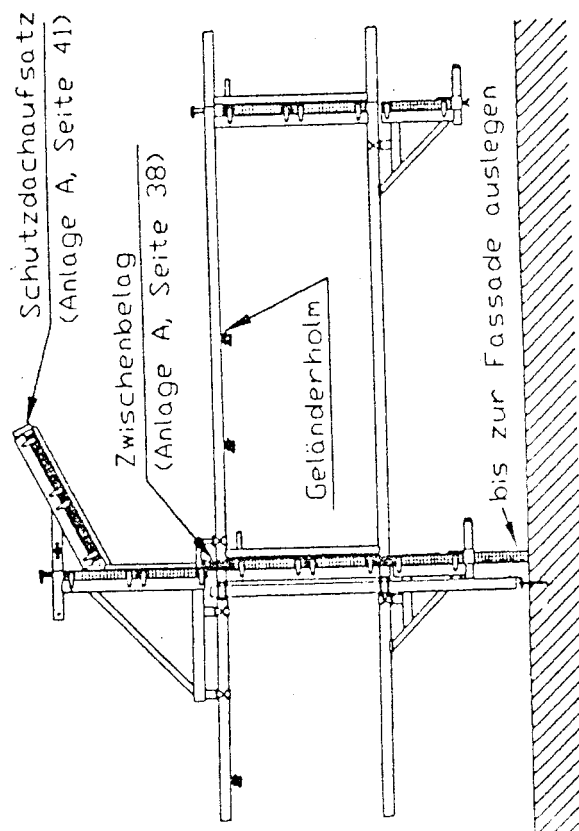 Schutzdachaufsatz
(Anlage A, Seite 41)
Zwischenbelag
(Anlage A, Seite 38)
Geländerholm
bis zur Fassade auslegen